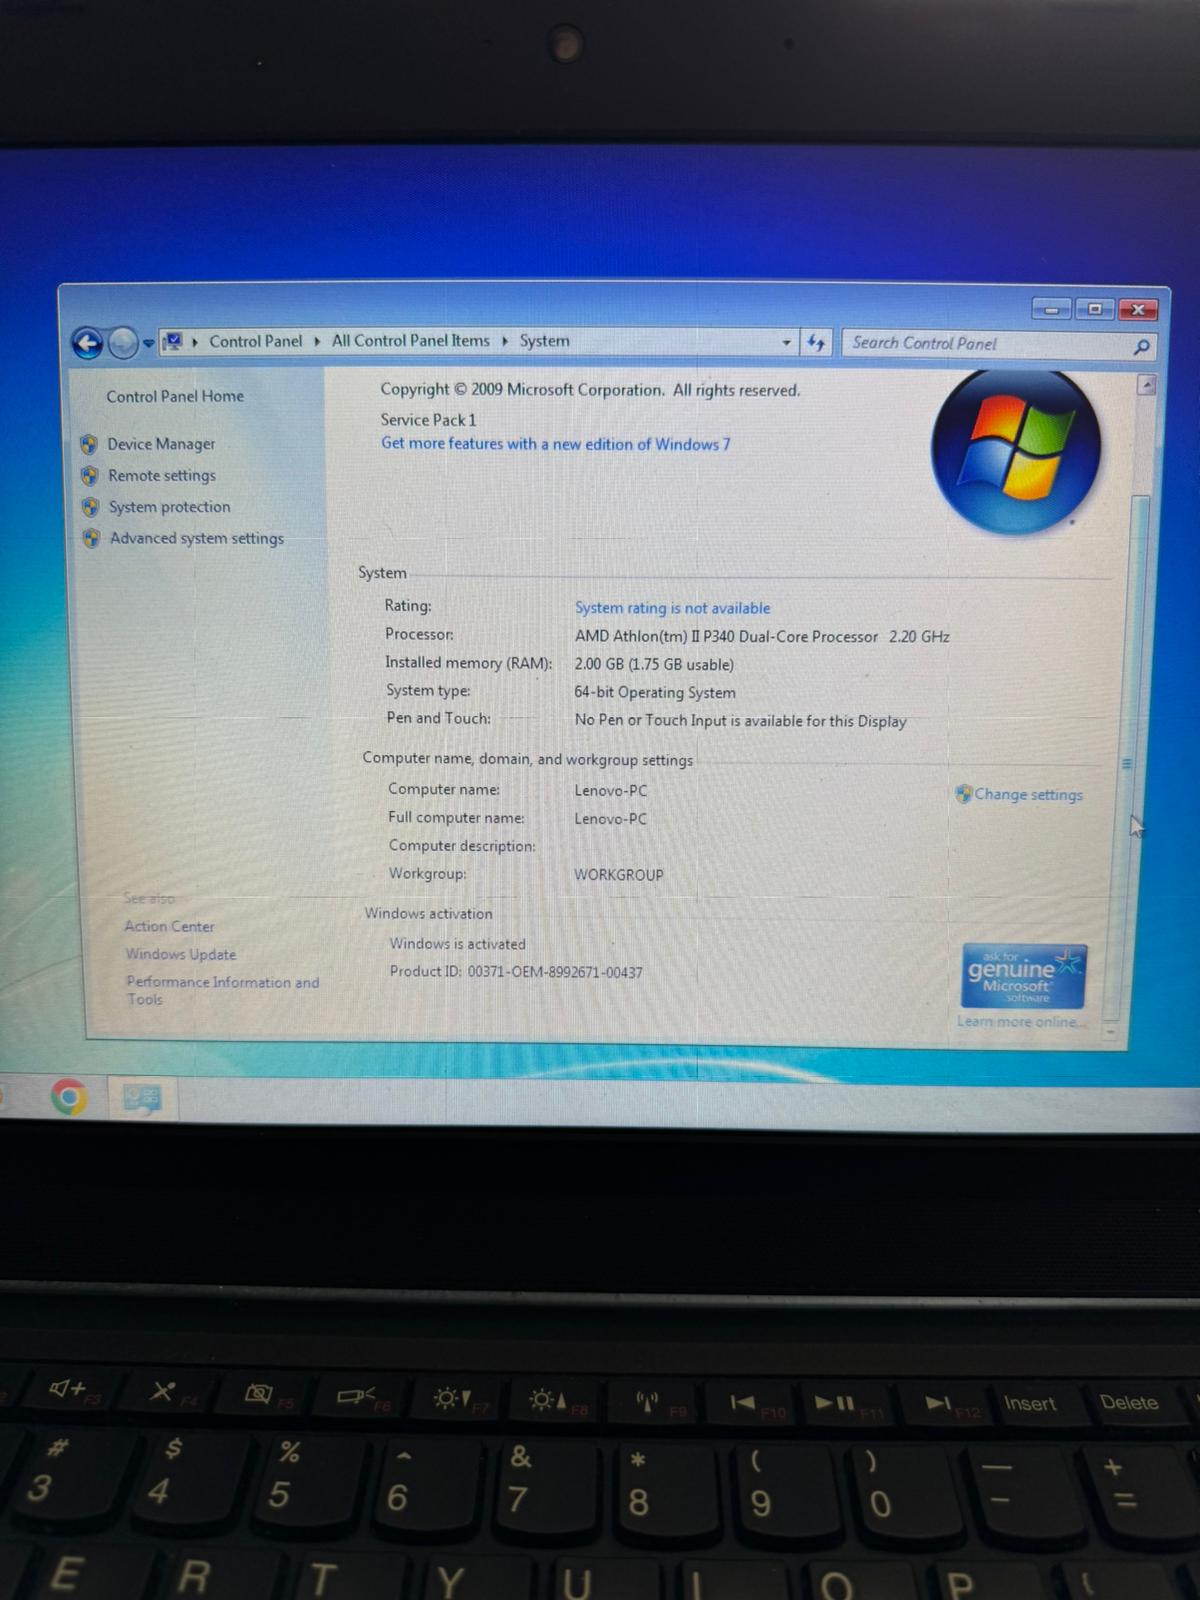 Control Panel All Control Panel Items System
Search Control Panel
Control Panel Home
Device Manager
Remote settings
System protection
Advanced system settings
See also
Action Center
Windows Update
Performance Information and
Tools
Copyright © 2009 Microsoft Corporation. All rights reserved.
Service Pack 1
Get more features with a new edition of Windows 7
System
Rating: System rating is not available
Processor: AMD Athlon(tm) II P340 Dual-Core Processor 2.20 GHz
Installed memory (RAM): 2.00 GB (1.75 GB usable)
System type: 64-bit Operating System
Pen and Touch: No Pen or Touch Input is available for this Display
Computer name, domain, and workgroup settings
Computer name: Lenovo-PC
Change settings
Full computer name: Lenovo-PC
Computer description:
Workgroup: WORKGROUP
Windows activation
Windows is activated
Product ID: 00371-OEM-8992671-00437
ask for
genuine
Microsoft
software
Learn more online...
F3 F4 F5 F6 F7 F8 F9 F10 F11 F12 Insert Delete
# $ % ^ & * ( ) — +
3 4 5 6 7 8 9 0 - =
E R T Y U I O P